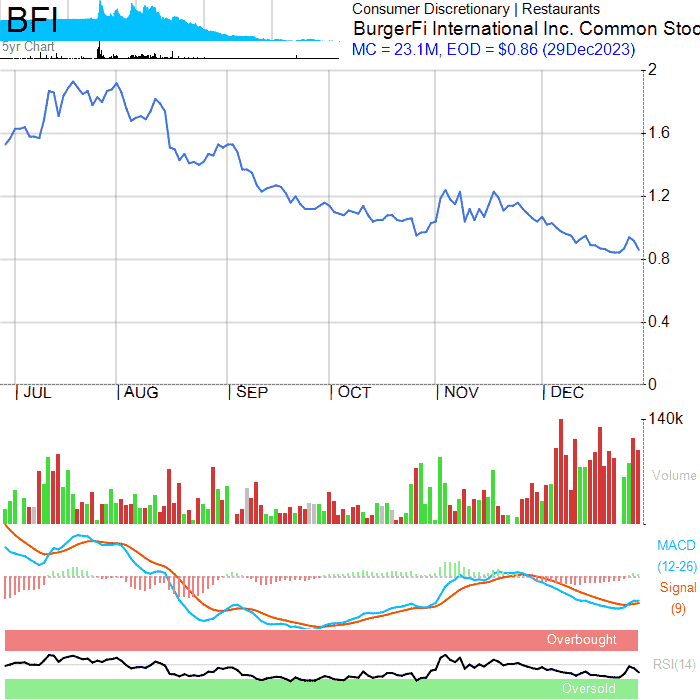 BFI
5yr Chart
Consumer Discretionary | Restaurants
BurgerFi International Inc. Common Stoc
MC = 23.1M, EOD = $0.86 (29Dec2023)
2
1.6
1.2
0.8
0.4
0
JUL AUG SEP OCT NOV DEC
140k
Volume
MACD
(12-26)
Signal
(9)
Overbought
RSI(14)
Oversold